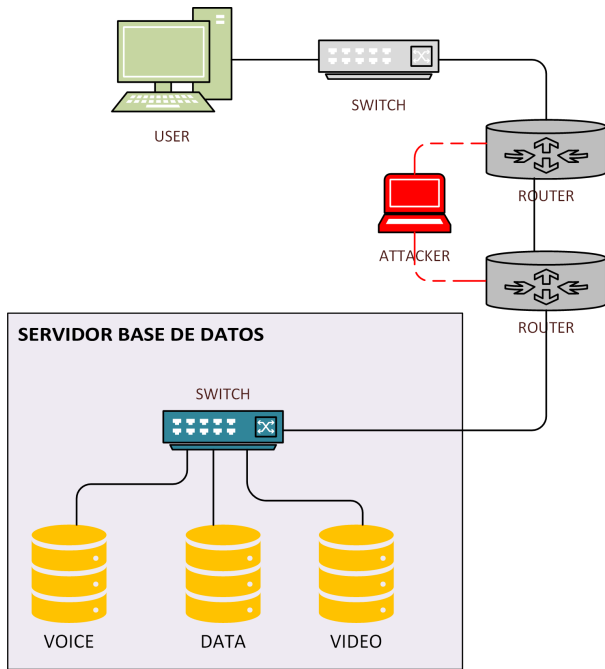 SWITCH
USER
ROUTER
ATTACKER
ROUTER
SERVIDOR BASE DE DATOS
SWITCH
VOICE
DATA
VIDEO